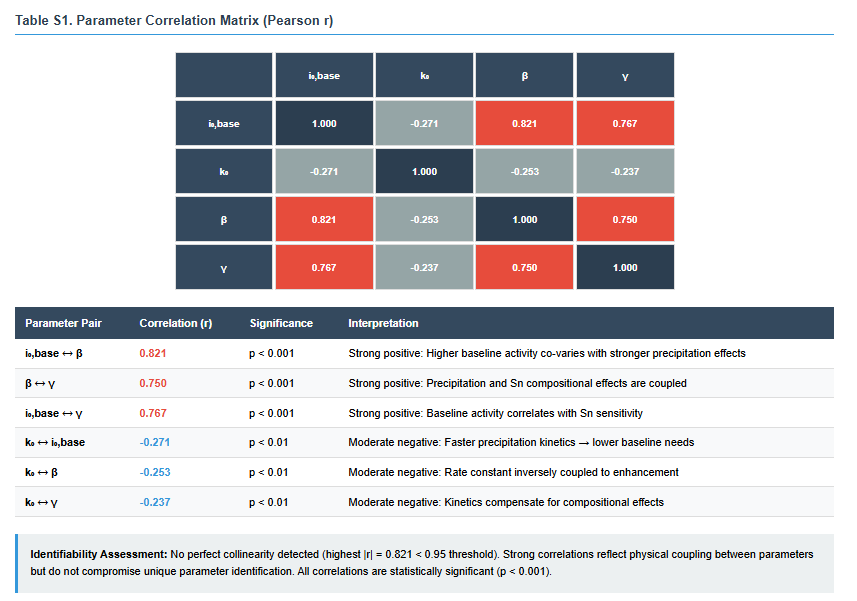 Table S1. Parameter Correlation Matrix (Pearson r)
i₀,base k₀ β γ
i₀,base 1.000 -0.271 0.821 0.767
k₀ -0.271 1.000 -0.253 -0.237
β 0.821 -0.253 1.000 0.750
γ 0.767 -0.237 0.750 1.000
Parameter Pair Correlation (r) Significance Interpretation
i₀,base ↔ β 0.821 p < 0.001 Strong positive: Higher baseline activity co-varies with stronger precipitation effects
β ↔ γ 0.750 p < 0.001 Strong positive: Precipitation and Sn compositional effects are coupled
i₀,base ↔ γ 0.767 p < 0.001 Strong positive: Baseline activity correlates with Sn sensitivity
k₀ ↔ i₀,base -0.271 p < 0.01 Moderate negative: Faster precipitation kinetics → lower baseline needs
k₀ ↔ β -0.253 p < 0.01 Moderate negative: Rate constant inversely coupled to enhancement
k₀ ↔ γ -0.237 p < 0.01 Moderate negative: Kinetics compensate for compositional effects
Identifiability Assessment: No perfect collinearity detected (highest |r| = 0.821 < 0.95 threshold). Strong correlations reflect physical coupling between parameters
but do not compromise unique parameter identification. All correlations are statistically significant (p < 0.001).